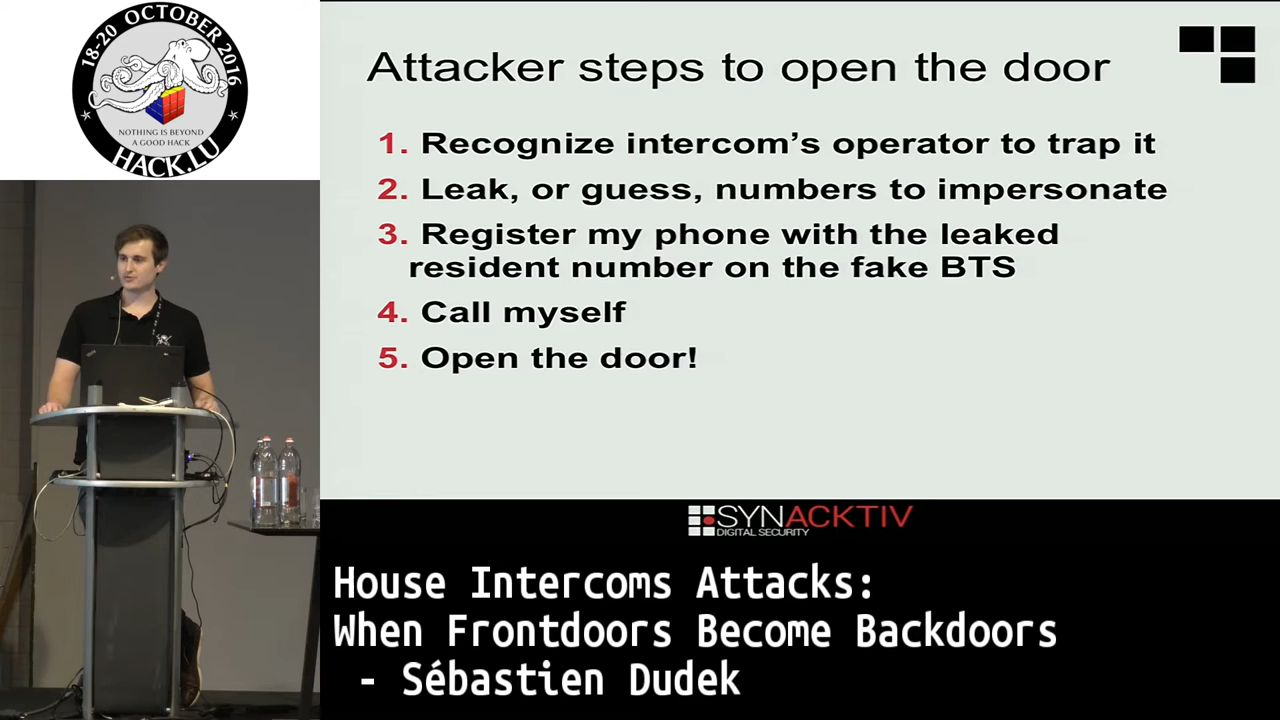 18-20 OCTOBER 2016
NOTHING IS BEYOND
A GOOD HACK
HACK.LU
Attacker steps to open the door
1. Recognize intercom's operator to trap it
2. Leak, or guess, numbers to impersonate
3. Register my phone with the leaked
resident number on the fake BTS
4. Call myself
5. Open the door!
SYNACKTIV
DIGITAL SECURITY
House Intercoms Attacks:
When Frontdoors Become Backdoors
- Sébastien Dudek